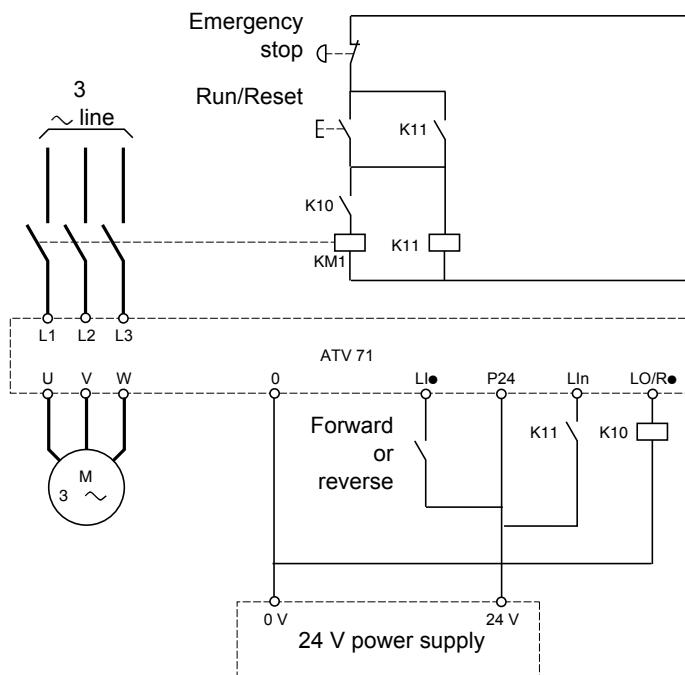 Emergency
stop
3
~ line
Run/Reset
K11
K10
KM1
K11
L1 L2 L3
ATV 71
U V W 0 LI● P24 LIn LO/R●
Forward
or
reverse
K11
K10
M
3 ~
0 V
24 V
24 V power supply